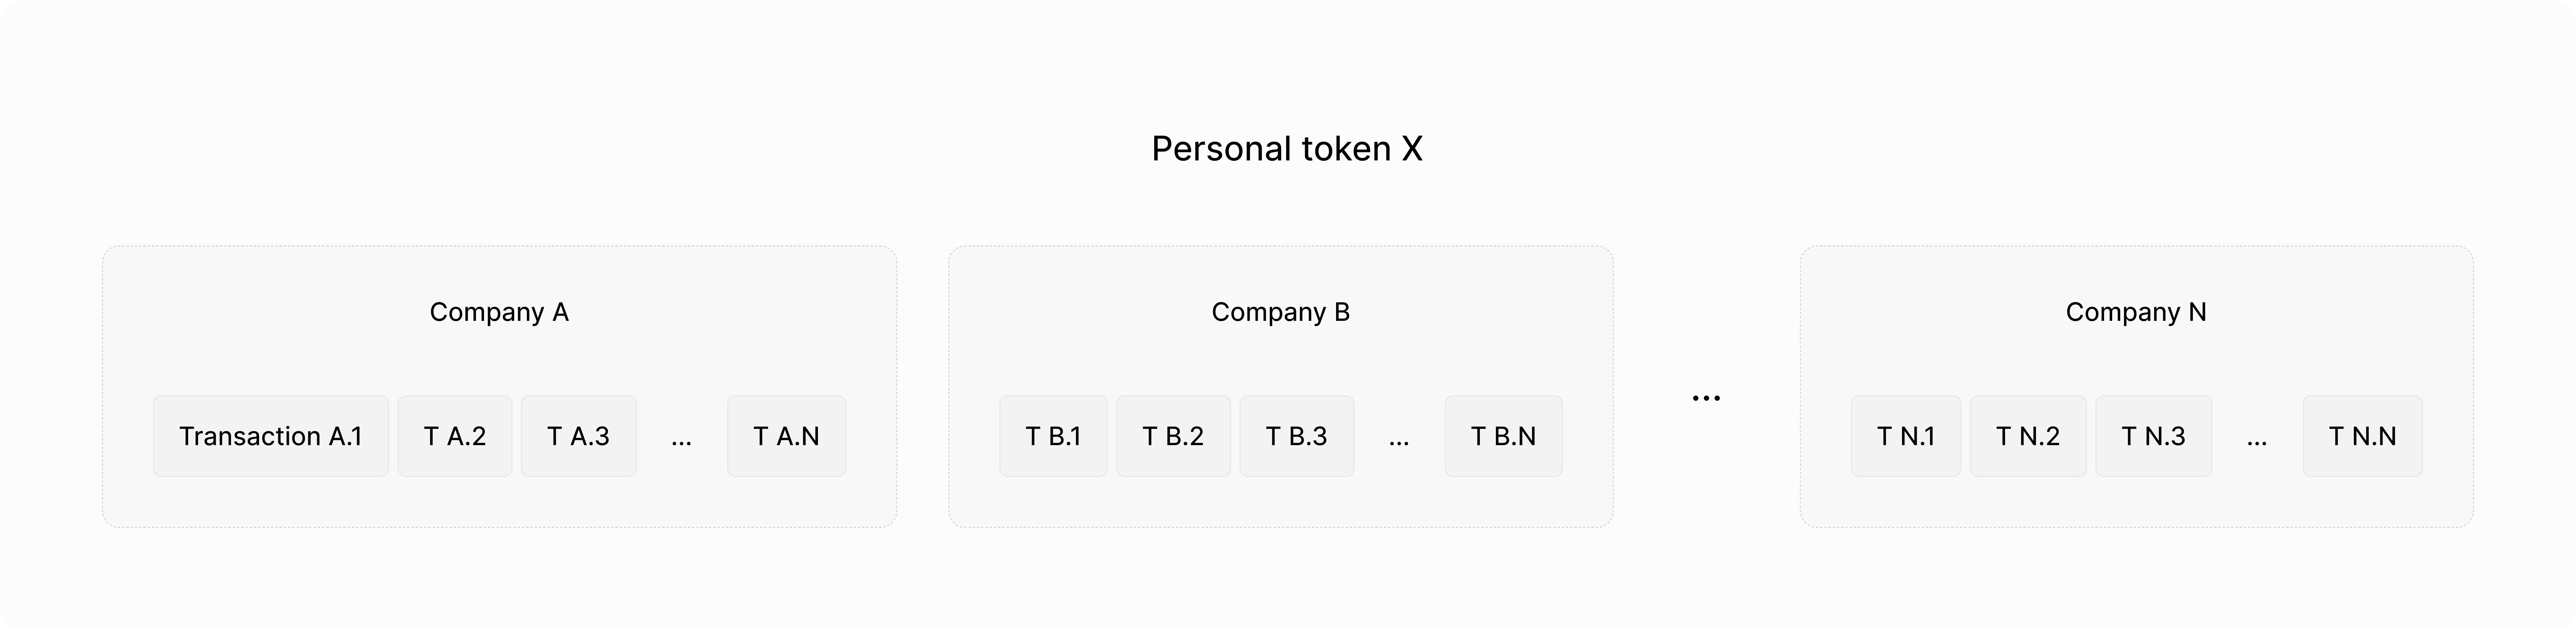 Personal token X
Company A
Transaction A.1
T A.2
T A.3
...
T A.N
Company B
T B.1
T B.2
T B.3
...
T B.N
...
Company N
T N.1
T N.2
T N.3
...
T N.N